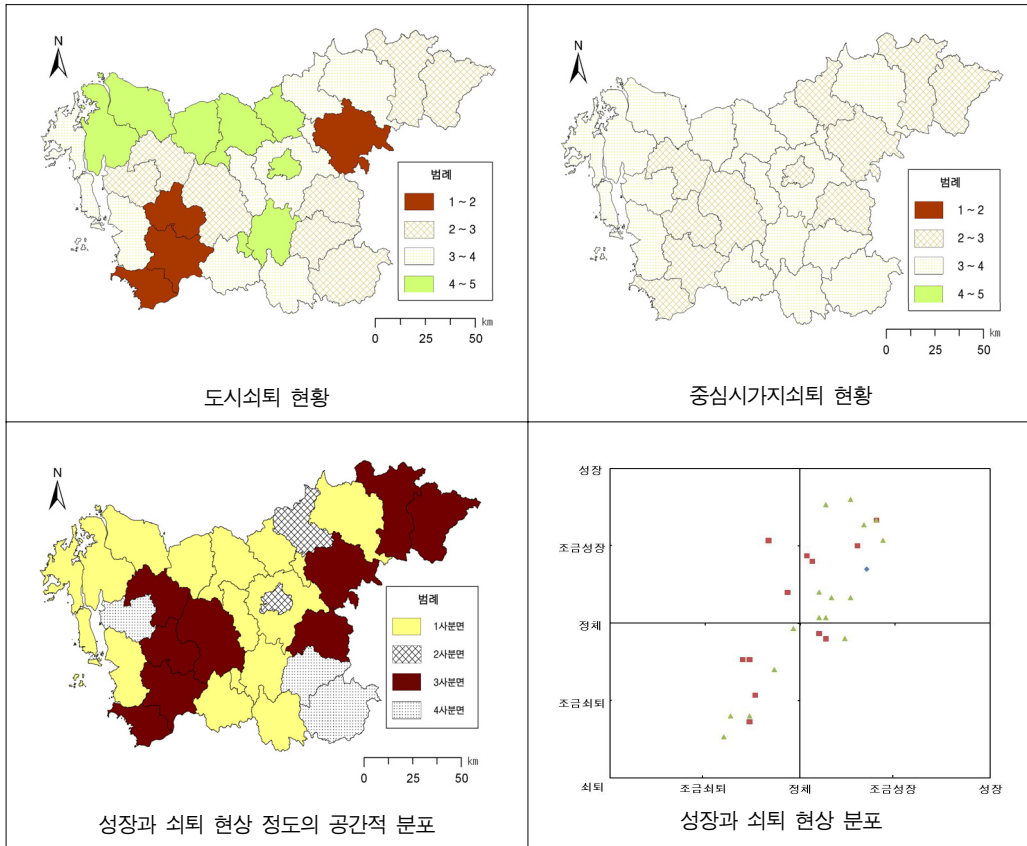 N
범례
1 ~ 2
2 ~ 3
3 ~ 4
4 ~ 5
km
0 25 50
도시쇠퇴 현황
N
범례
1 ~ 2
2 ~ 3
3 ~ 4
4 ~ 5
km
0 25 50
중심시가지쇠퇴 현황
N
범례
1사분면
2사분면
3사분면
4사분면
km
0 25 50
성장과 쇠퇴 현상 정도의 공간적 분포
성장
조금성장
정체
조금쇠퇴
쇠퇴
조금쇠퇴 정체 조금성장 성장
성장과 쇠퇴 현상 분포